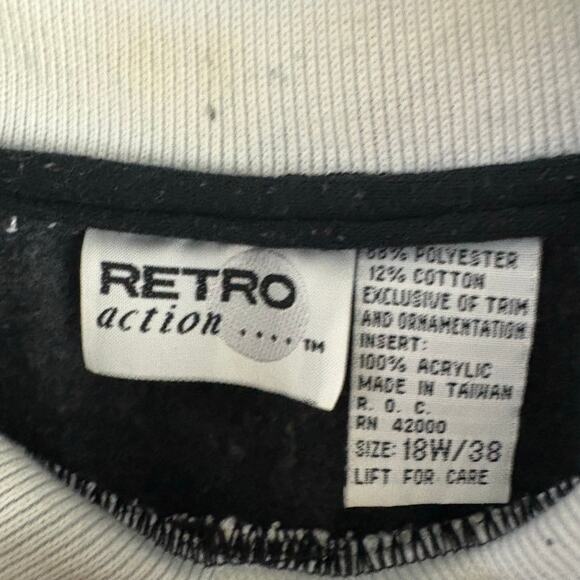 RETRO
action ....™
88% POLYESTER
12% COTTON
EXCLUSIVE OF TRIM
AND ORNAMENTATION
INSERT:
100% ACRYLIC
MADE IN TAIWAN
R. O. C.
RN 42000
SIZE: 18W/38
LIFT FOR CARE